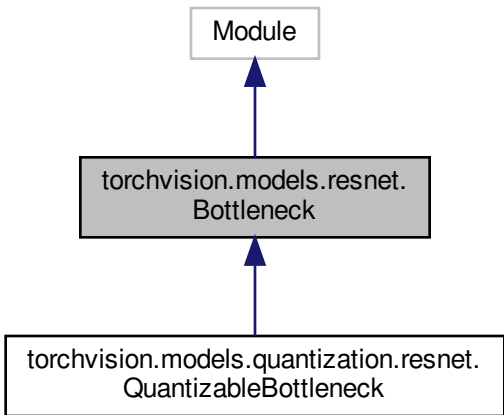 Module
torchvision.models.resnet.
Bottleneck
torchvision.models.quantization.resnet.
QuantizableBottleneck